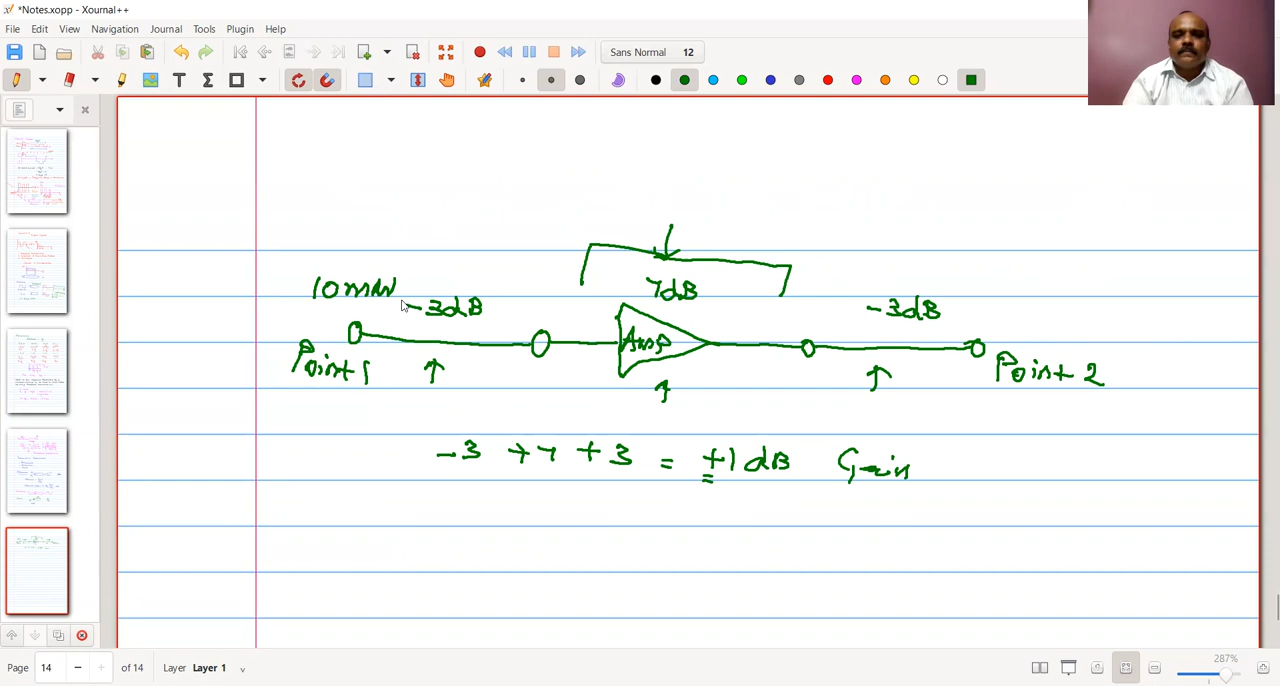 *Notes.xopp - Xournal++
File Edit View Navigation Journal Tools Plugin Help
Sans Normal 12
7dB
10mW
-3dB
-3dB
Amp
Point 1
Point 2
-3 +7 + 3 = +1 dB Gain
Page 14 of 14 Layer Layer 1
287%